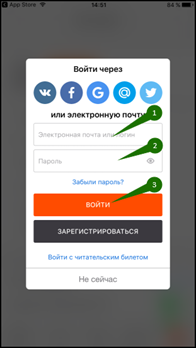 App Store 14:51 64 %
Войти через
или электронную почту
1
Электронная почта или логин
2
Пароль
Забыли пароль?
3
ВОЙТИ
ЗАРЕГИСТРИРОВАТЬСЯ
Войти с читательским билетом
Не сейчас